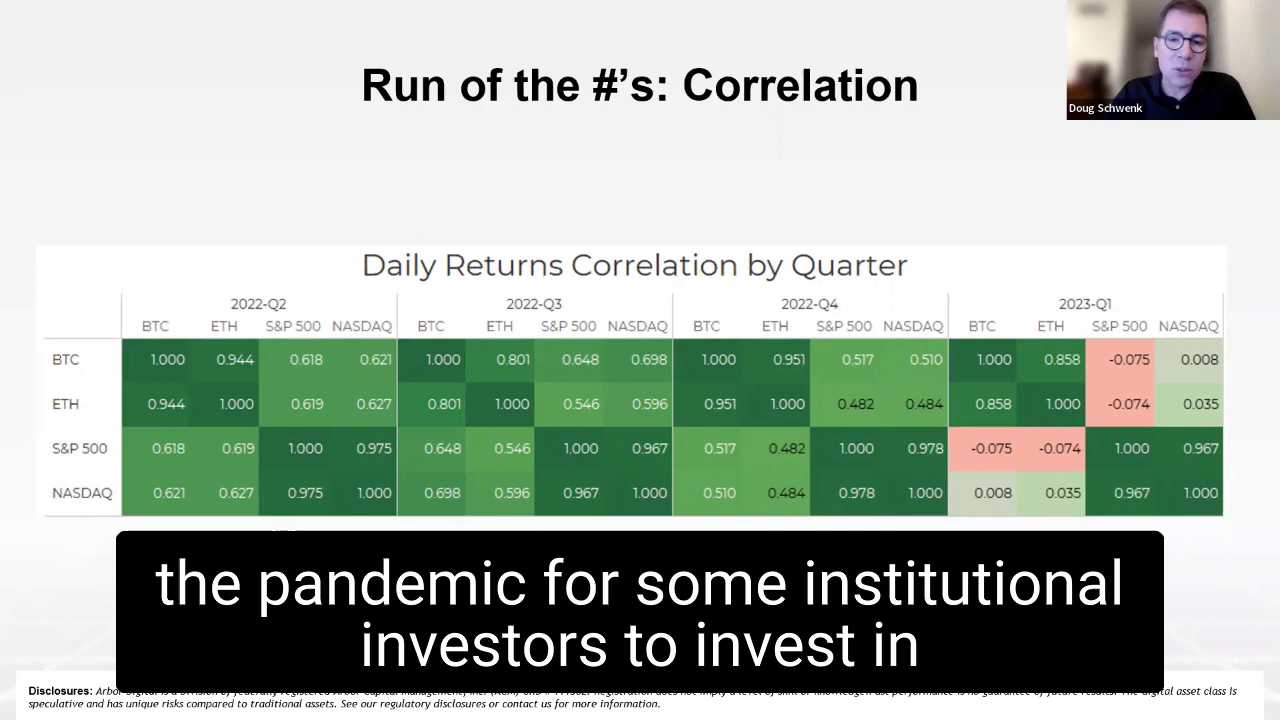 Run of the #'s: Correlation
Doug Schwenk
Daily Returns Correlation by Quarter
2022-Q2 2022-Q3 2022-Q4 2023-Q1
BTC ETH S&P 500 NASDAQ BTC ETH S&P 500 NASDAQ BTC ETH S&P 500 NASDAQ BTC ETH S&P 500 NASDAQ
BTC 1.000 0.944 0.618 0.621 1.000 0.801 0.648 0.698 1.000 0.951 0.517 0.510 1.000 0.858 -0.075 0.008
ETH 0.944 1.000 0.619 0.627 0.801 1.000 0.546 0.596 0.951 1.000 0.482 0.484 0.858 1.000 -0.074 0.035
S&P 500 0.618 0.619 1.000 0.975 0.648 0.546 1.000 0.967 0.517 0.482 1.000 0.978 -0.075 -0.074 1.000 0.967
NASDAQ 0.621 0.627 0.975 1.000 0.698 0.596 0.967 1.000 0.510 0.484 0.978 1.000 0.008 0.035 0.967 1.000
the pandemic for some institutional
investors to invest in
Disclosures: asset class is
speculative and has unique risks compared to traditional assets. See our regulatory disclosures or contact us for more information.